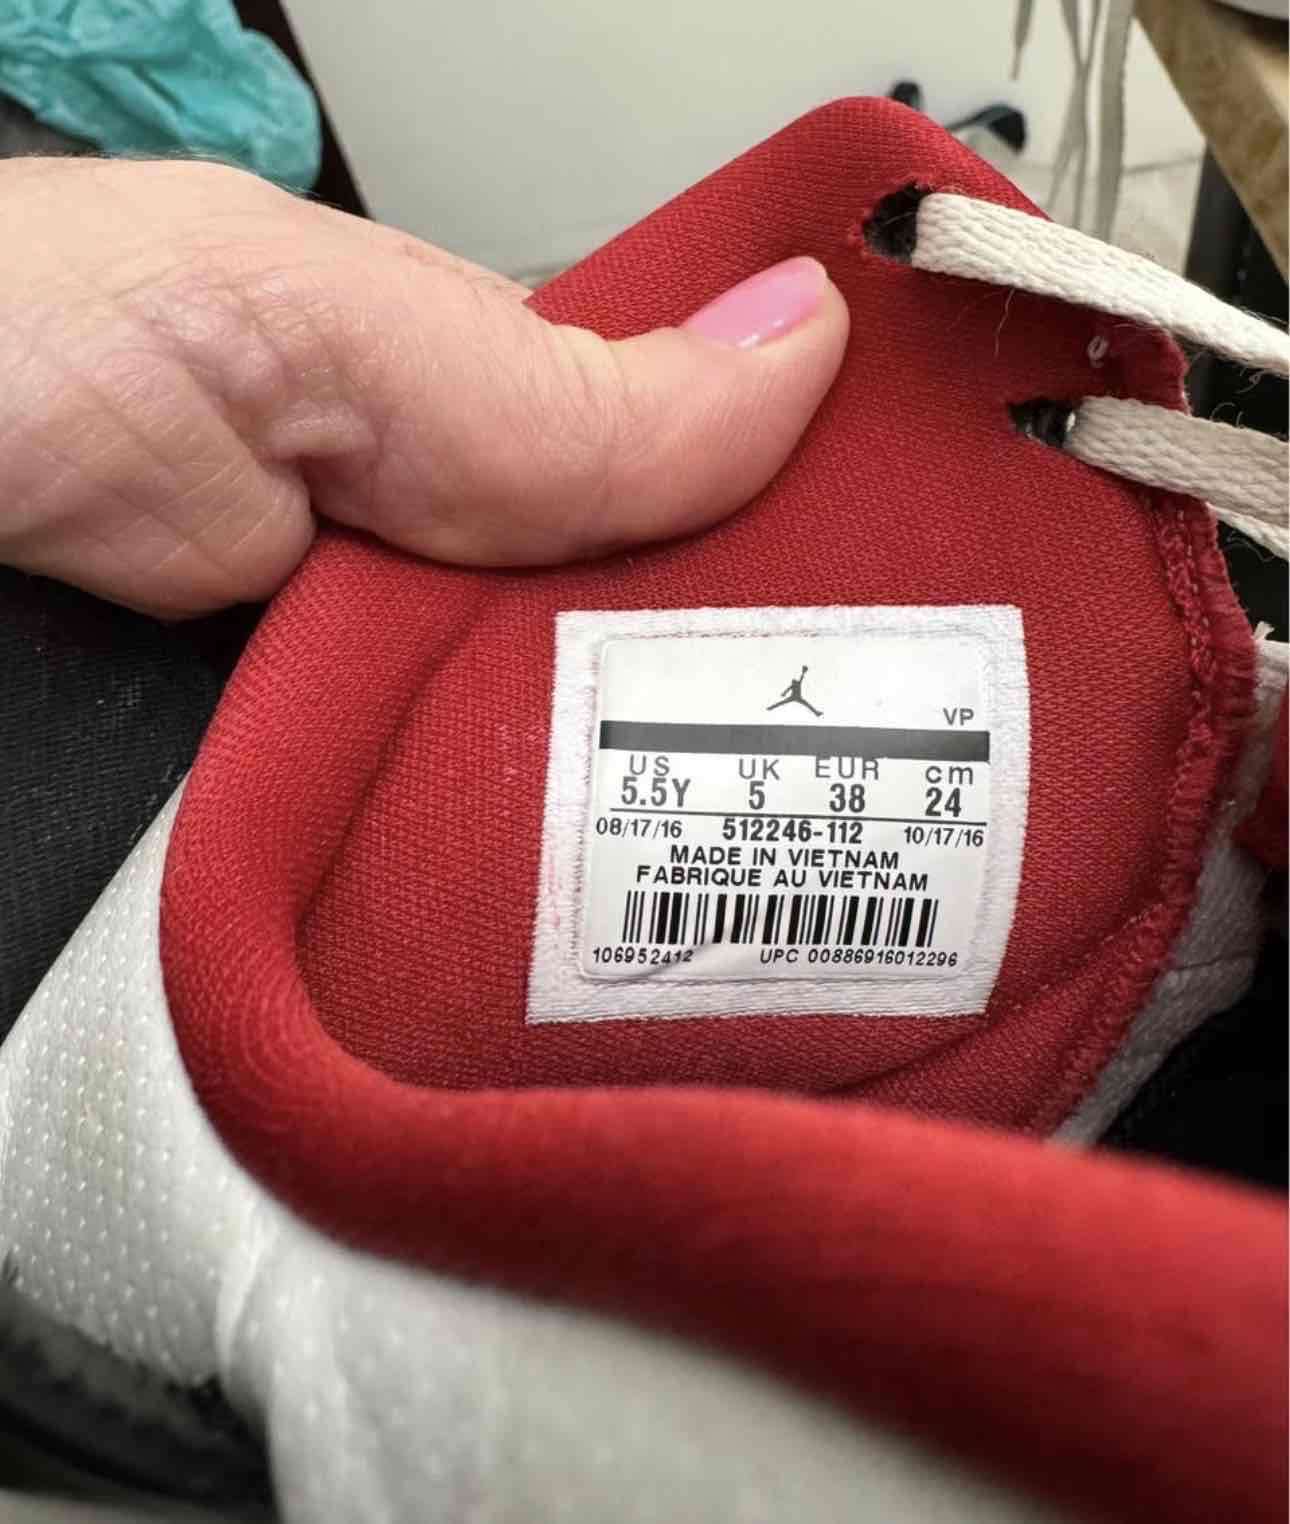 VP
US UK EUR cm
5.5Y 5 38 24
08/17/16 512246-112 10/17/16
MADE IN VIETNAM
FABRIQUE AU VIETNAM
106952412 UPC 00886916012296